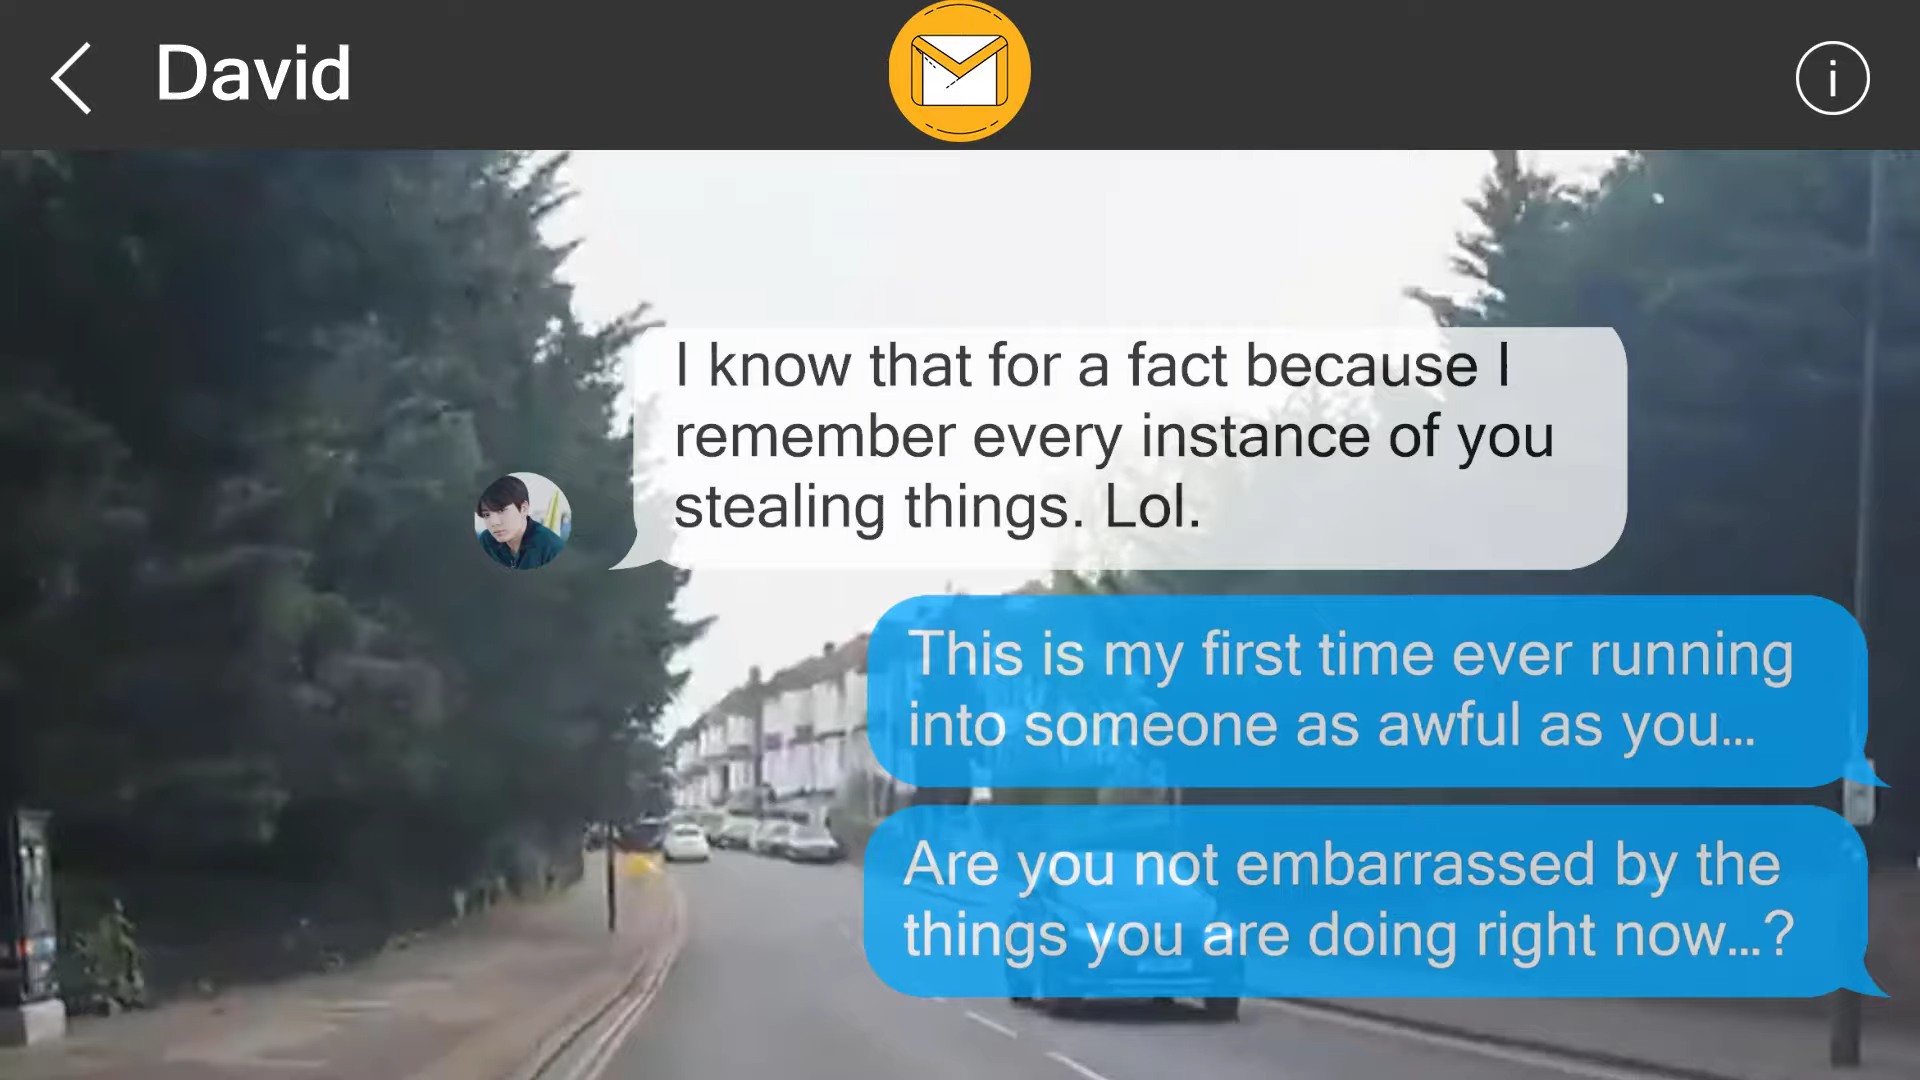 David
I know that for a fact because I
remember every instance of you
stealing things. Lol.
This is my first time ever running
into someone as awful as you...
Are you not embarrassed by the
things you are doing right now...?